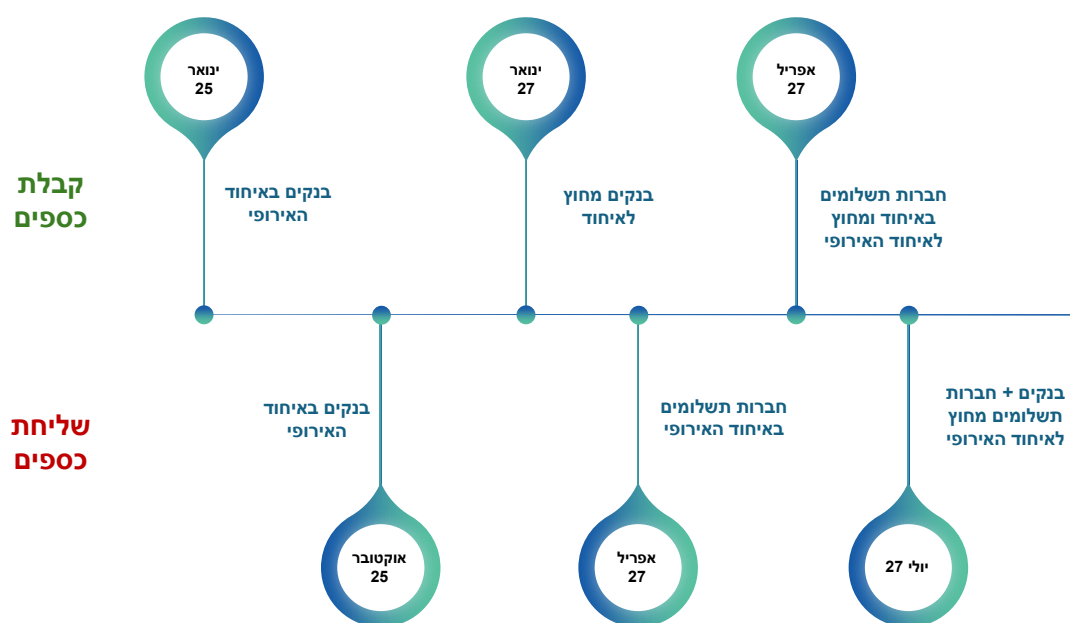 ינואר
25
ינואר
27
אפריל
27
קבלת
כספים
בנקים באיחוד
האירופי
בנקים מחוץ
לאיחוד
חברות תשלומים
באיחוד ומחוץ
לאיחוד האירופי
שליחת
כספים
בנקים באיחוד
האירופי
חברות תשלומים
באיחוד האירופי
בנקים + חברות
תשלומים מחוץ
לאיחוד האירופי
אוקטובר
25
אפריל
27
יולי 27